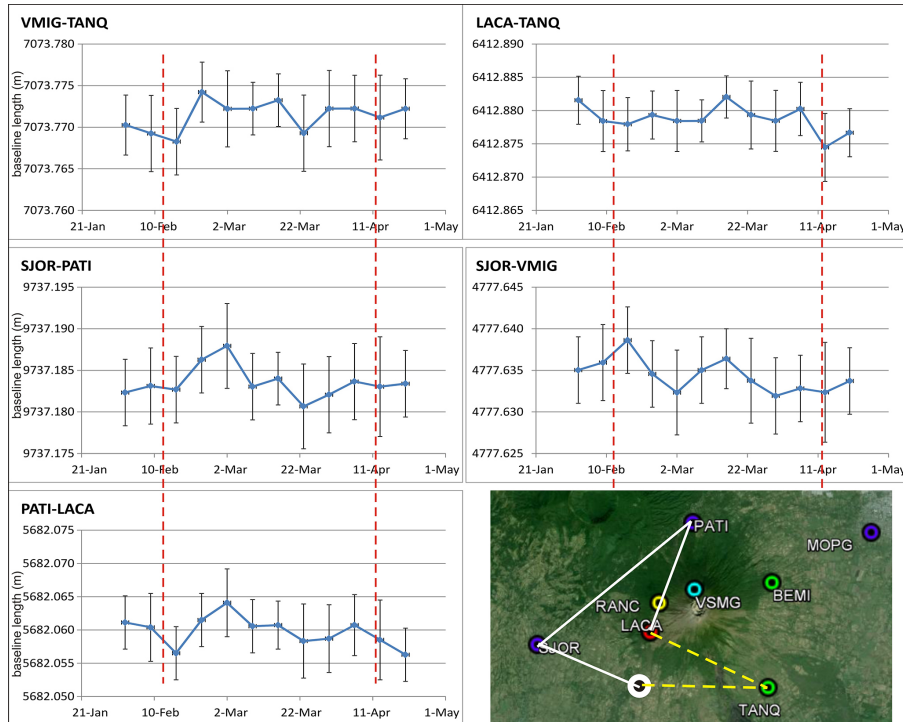 VMIG-TANQ
baseline length (m)
7073.780
7073.775
7073.770
7073.765
7073.760
21-Jan 10-Feb 2-Mar 22-Mar 11-Apr 1-May
LACA-TANQ
6412.890
6412.885
6412.880
6412.875
6412.870
6412.865
21-Jan 10-Feb 2-Mar 22-Mar 11-Apr 1-May
SJOR-PATI
baseline length (m)
9737.195
9737.190
9737.185
9737.180
9737.175
21-Jan 10-Feb 2-Mar 22-Mar 11-Apr 1-May
SJOR-VMIG
4777.645
4777.640
4777.635
4777.630
4777.625
21-Jan 10-Feb 2-Mar 22-Mar 11-Apr 1-May
PATI-LACA
baseline length (m)
5682.075
5682.070
5682.065
5682.060
5682.055
5682.050
21-Jan 10-Feb 2-Mar 22-Mar 11-Apr 1-May
PATI
MOPG
BEMI
VSMG
RANC
LACA
SJOR
TANQ